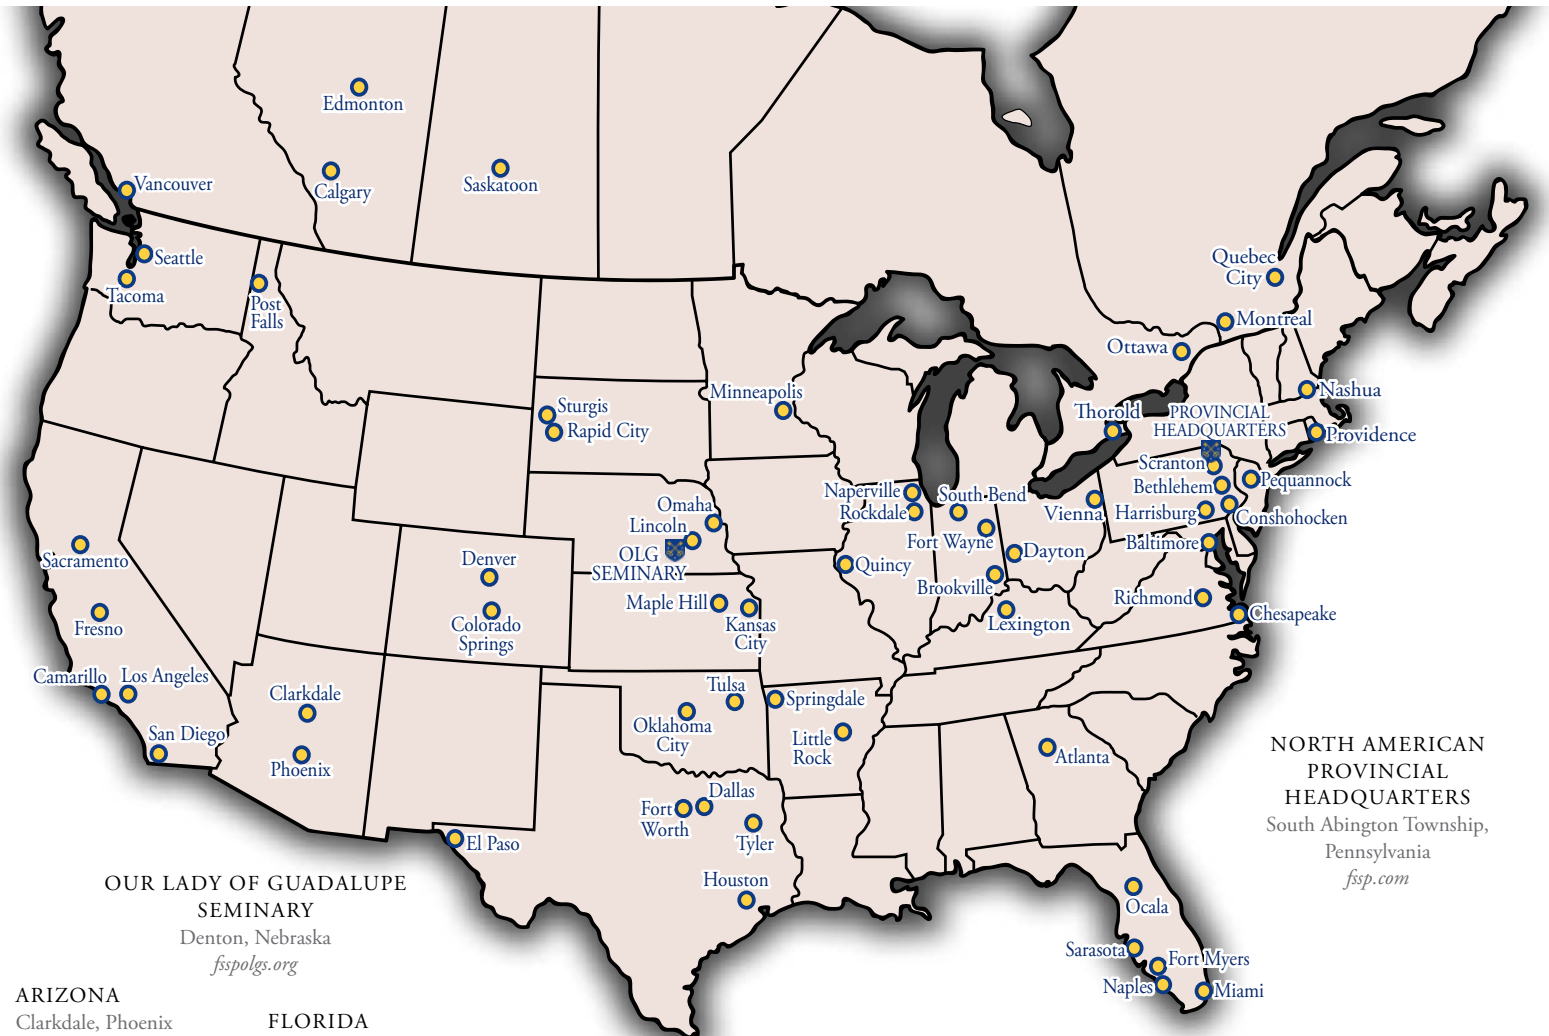 Edmonton
Calgary
Saskatoon
Vancouver
Seattle
Tacoma
Post
Falls
Quebec
City
Montreal
Ottawa
Minneapolis
Sturgis
Rapid City
Thorold
PROVINCIAL
HEADQUARTERS
Nashua
Providence
Scranton
Pequannock
Bethlehem
Harrisburg
Conshohocken
Vienna
Baltimore
Naperville
Rockdale
South Bend
Fort Wayne
Dayton
Omaha
Lincoln
OLG
SEMINARY
Quincy
Brookville
Lexington
Richmond
Chesapeake
Sacramento
Fresno
Denver
Colorado
Springs
Maple Hill
Kansas
City
Camarillo
Los Angeles
San Diego
Clarkdale
Phoenix
Tulsa
Oklahoma
City
Springdale
Little
Rock
Atlanta
Fort
Worth
Dallas
Tyler
El Paso
Houston
Ocala
Sarasota
Fort Myers
Naples
Miami
NORTH AMERICAN
PROVINCIAL
HEADQUARTERS
South Abington Township,
Pennsylvania
fssp.com
OUR LADY OF GUADALUPE
SEMINARY
Denton, Nebraska
fsspolgs.org
ARIZONA
Clarkdale, Phoenix
FLORIDA